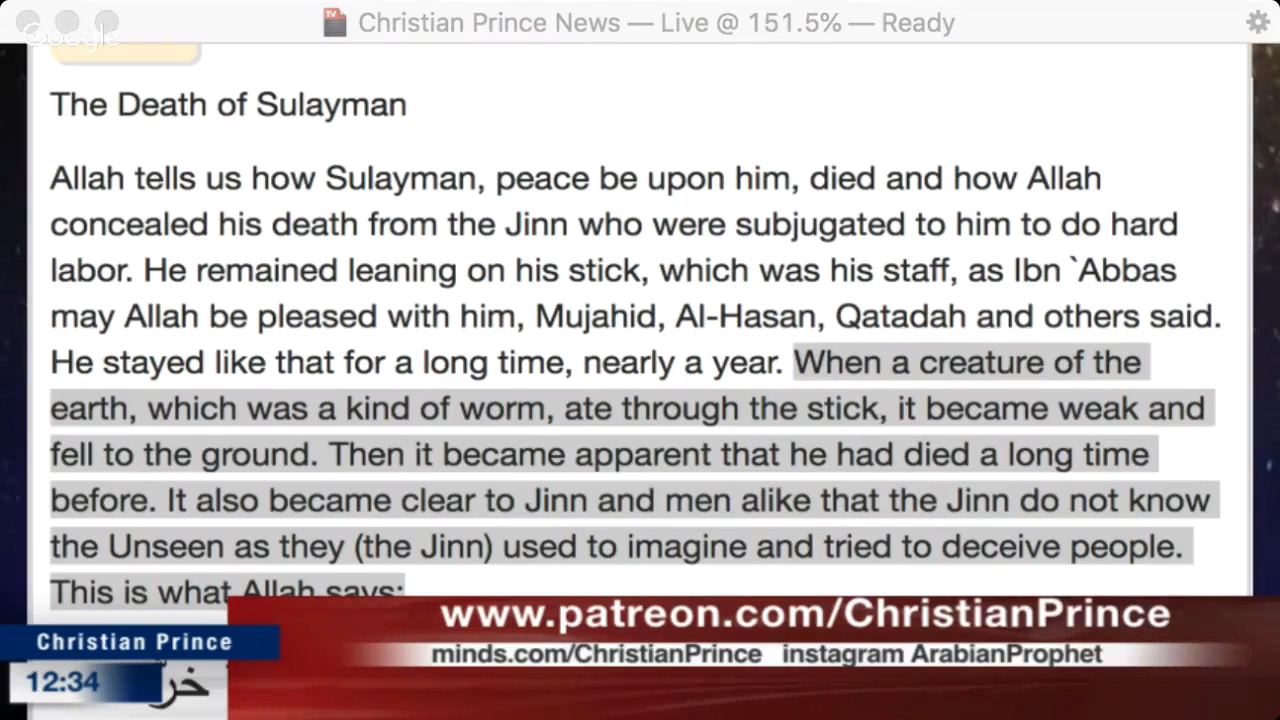 Christian Prince News — Live @ 151.5% — Ready
Google
The Death of Sulayman
Allah tells us how Sulayman, peace be upon him, died and how Allah
concealed his death from the Jinn who were subjugated to him to do hard
labor. He remained leaning on his stick, which was his staff, as Ibn `Abbas
may Allah be pleased with him, Mujahid, Al-Hasan, Qatadah and others said.
He stayed like that for a long time, nearly a year. When a creature of the
earth, which was a kind of worm, ate through the stick, it became weak and
fell to the ground. Then it became apparent that he had died a long time
before. It also became clear to Jinn and men alike that the Jinn do not know
the Unseen as they (the Jinn) used to imagine and tried to deceive people.
This is what Allah says:
www.patreon.com/ChristianPrince
Christian Prince
minds.com/ChristianPrince instagram ArabianProphet
12:34